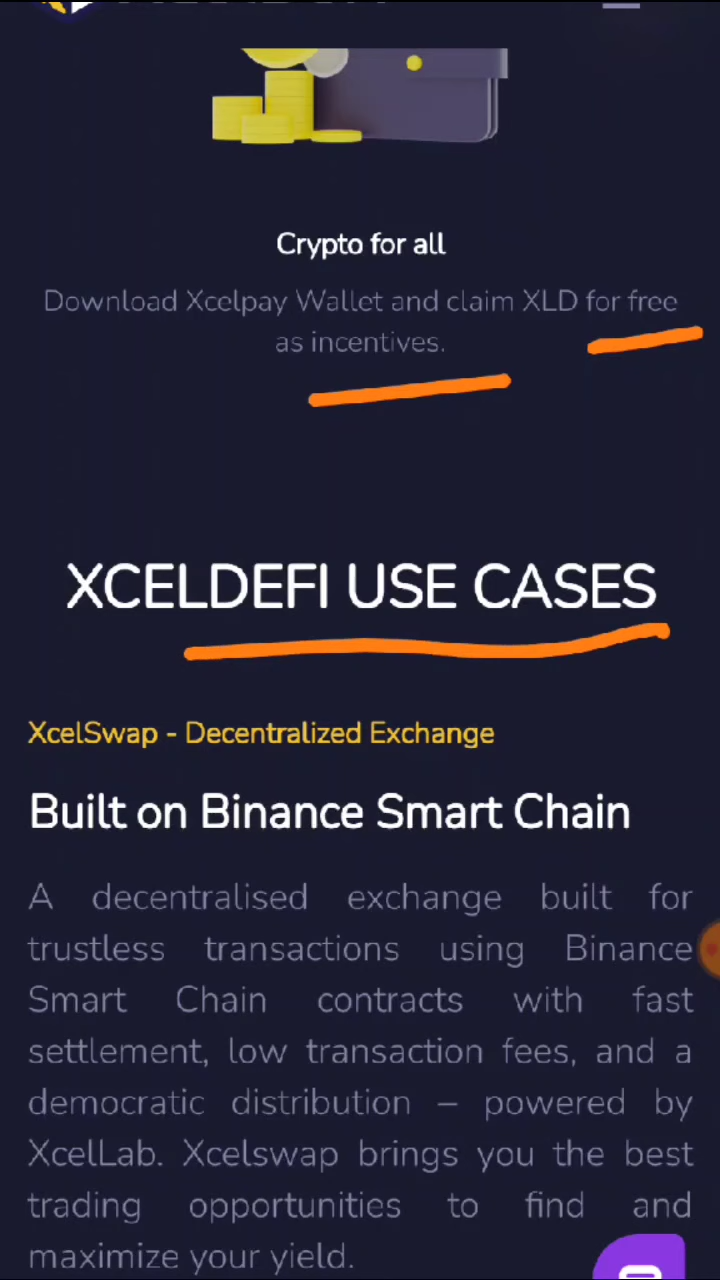 Crypto for all
Download Xcelpay Wallet and claim XLD for free
as incentives.
XCELDEFI USE CASES
XcelSwap - Decentralized Exchange
Built on Binance Smart Chain
A decentralised exchange built for
trustless transactions using Binance
Smart Chain contracts with fast
settlement, low transaction fees, and a
democratic distribution – powered by
XcelLab. Xcelswap brings you the best
trading opportunities to find and
maximize your yield.